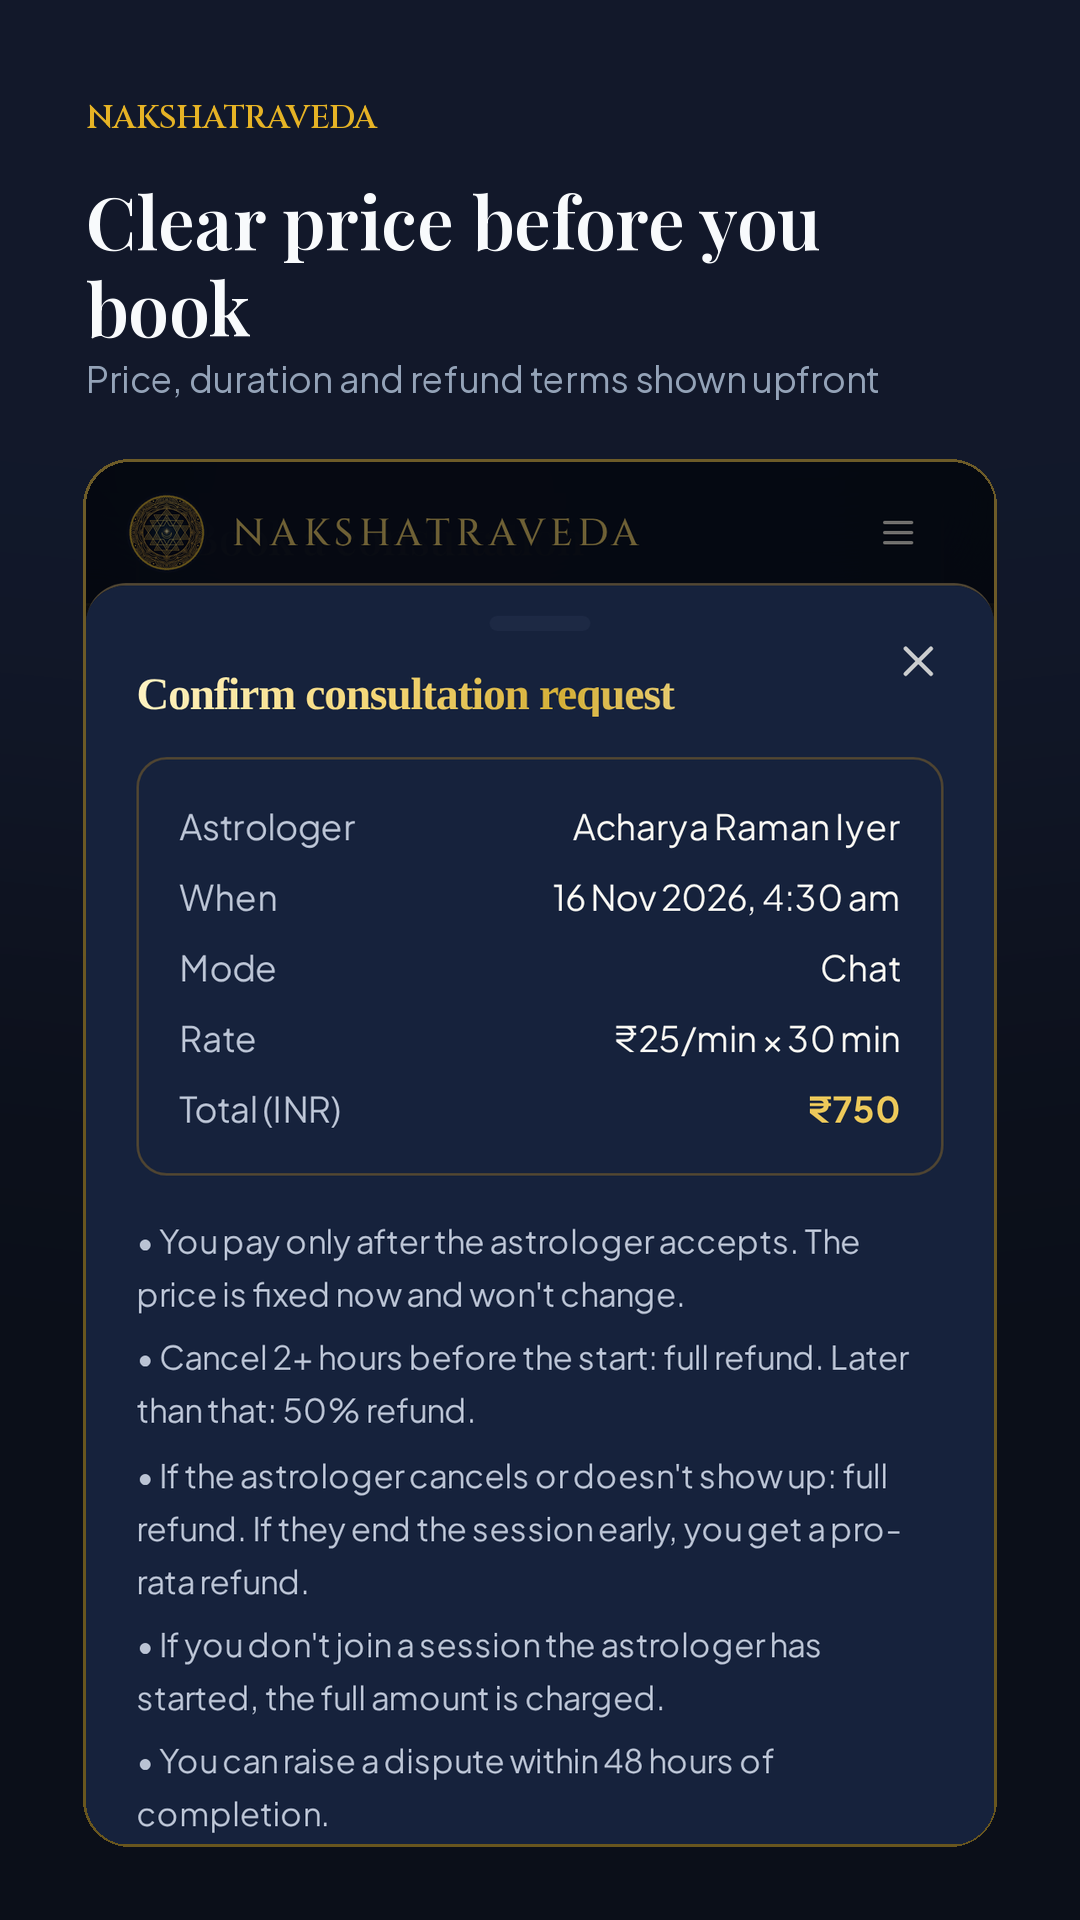 NAKSHATRAVEDA
Clear price before you
book
Price, duration and refund terms shown upfront
NAKSHATRAVEDA
Confirm consultation request
Astrologer Acharya Raman Iyer
When 16 Nov 2026, 4:30 am
Mode Chat
Rate ₹25/min × 30 min
Total (INR) ₹750
• You pay only after the astrologer accepts. The
price is fixed now and won't change.
• Cancel 2+ hours before the start: full refund. Later
than that: 50% refund.
• If the astrologer cancels or doesn't show up: full
refund. If they end the session early, you get a pro-
rata refund.
• If you don't join a session the astrologer has
started, the full amount is charged.
• You can raise a dispute within 48 hours of
completion.